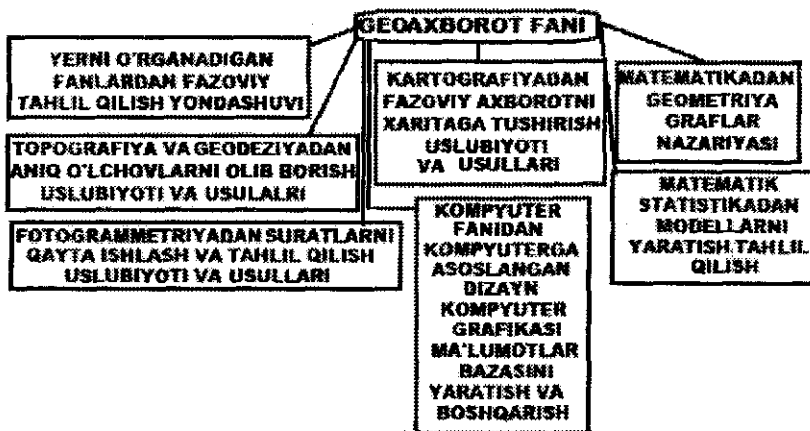 GEOAXBOROT FANI
YERNI O'RGANADIGAN
FANLARDAN FAZOVIY
TAHLIL QILISH YONDASHUVI
TOPOGRAFIYA VA GEODEZIYADAN
ANIQ O'LCHOVLARNI OLIB BORISH
USLUBIYOTI VA USULALRI
FOTOGRAMMETRIYADAN SURATLARNI
QAYTA ISHLASH VA TAHLIL QILISH
USLUBIYOTI VA USULLARI
KARTOGRAFIYADAN
FAZOVIY AXBOROTNI
XARITAGA TUSHIRISH
USLUBIYOTI
VA USULLARI
KOMPYUTER
FANIDAN
KOMPYUTERGA
ASOSLANGAN
DIZAYN
KOMPYUTER
GRAFIKASI
MA'LUMOTLAR
BAZASINI
YARATISH VA
BOSHQARISH
MATEMATIKADAN
GEOMETRIYA
GRAFLAR
NAZARIYASI
MATEMATIK
STATISTIKADAN
MODELLARNI
YARATISH.TAHLIL
QILISH